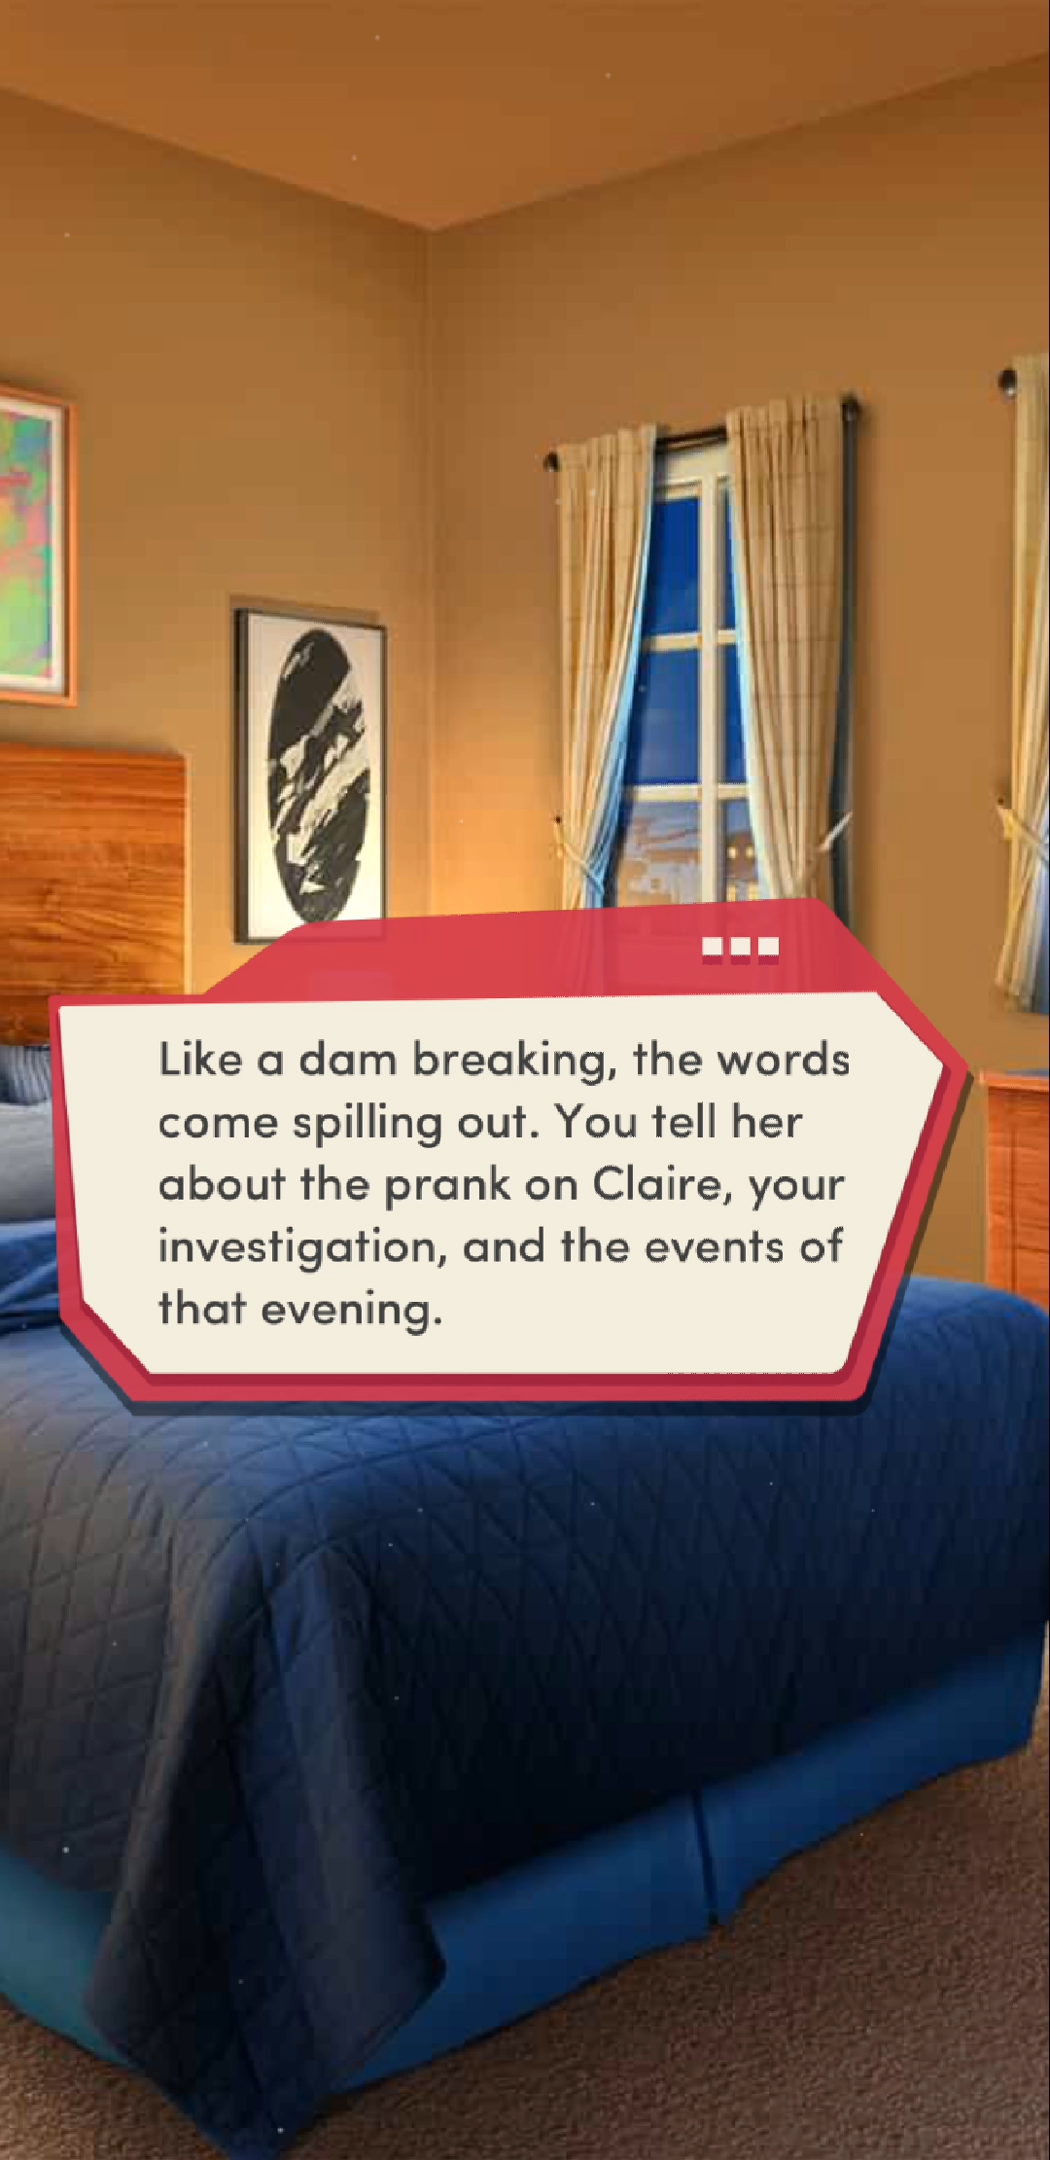 Like a dam breaking, the words
come spilling out. You tell her
about the prank on Claire, your
investigation, and the events of
that evening.